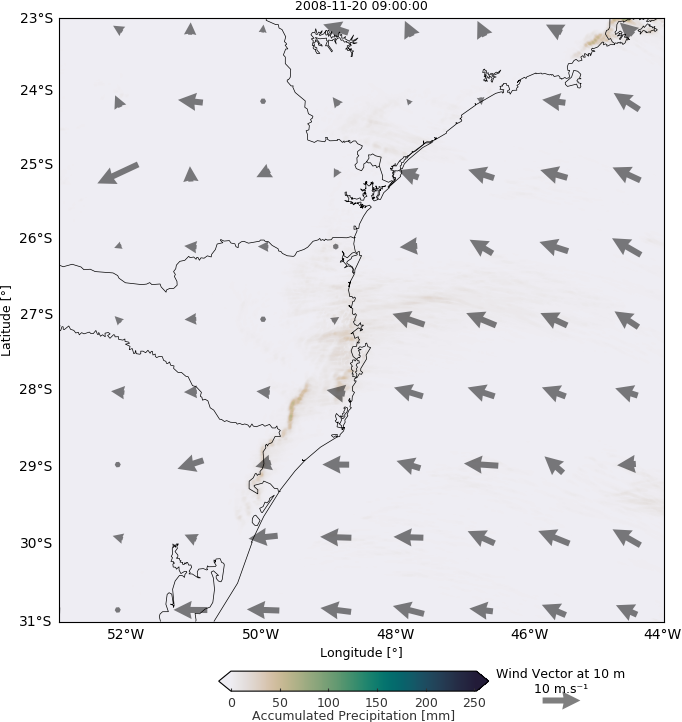 2008-11-20 09:00:00
23°S
24°S
25°S
26°S
27°S
28°S
29°S
30°S
31°S
Latitude [°]
52°W 50°W 48°W 46°W 44°W
Longitude [°]
0 50 100 150 200 250
Accumulated Precipitation [mm]
Wind Vector at 10 m
10 m.s⁻¹